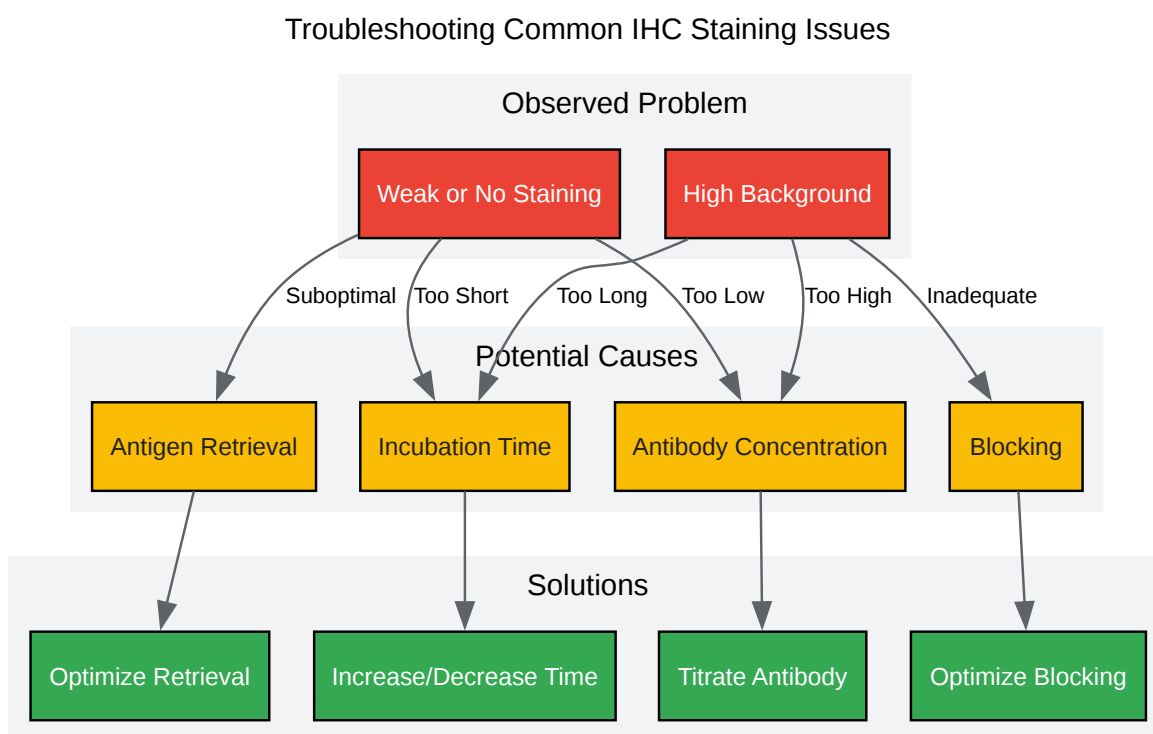 Troubleshooting Common IHC Staining Issues
Observed Problem
Weak or No Staining
High Background
Suboptimal
Too Short
Too Long
Too Low
Too High
Inadequate
Potential Causes
Antigen Retrieval
Incubation Time
Antibody Concentration
Blocking
Solutions
Optimize Retrieval
Increase/Decrease Time
Titrate Antibody
Optimize Blocking